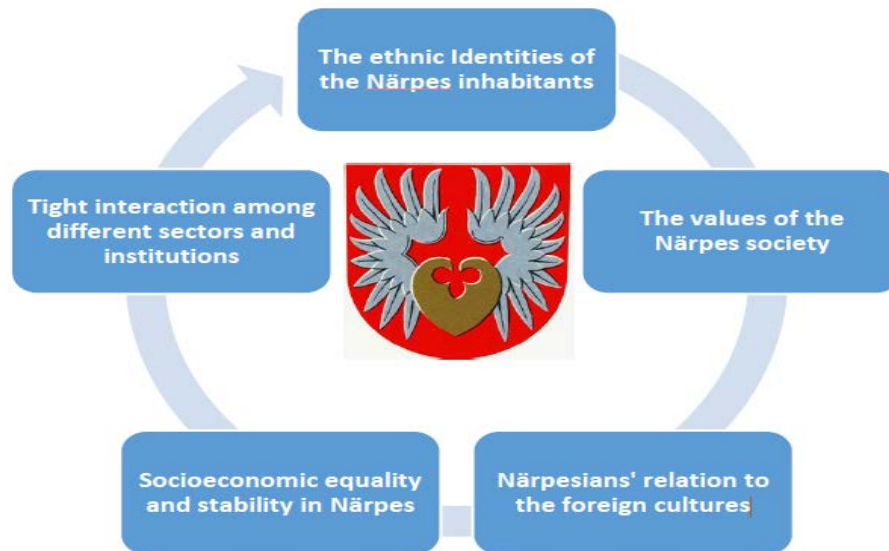 The ethnic Identities of
the Närpes inhabitants
Tight interaction among
different sectors and
institutions
The values of the
Närpes society
Socioeconomic equality
and stability in Närpes
Närpesians' relation to
the foreign cultures